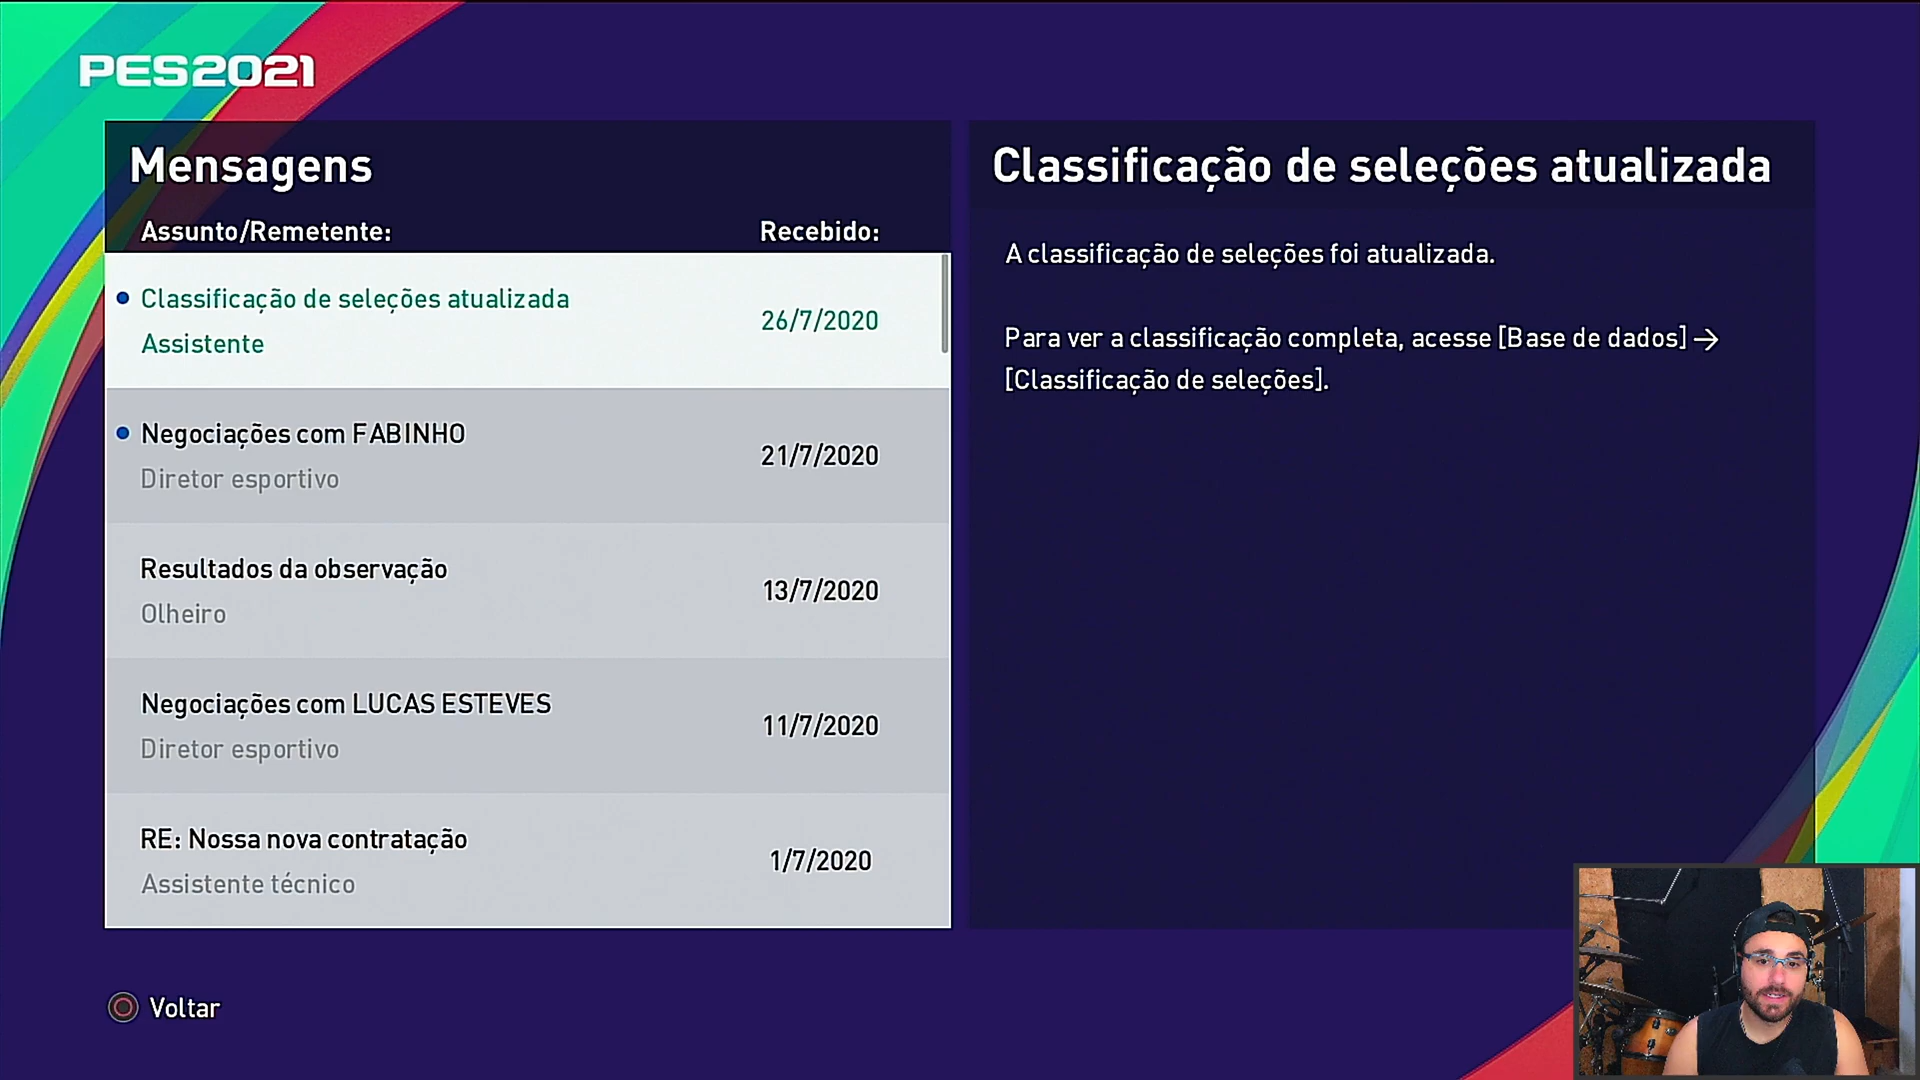 PES2021
Mensagens
Assunto/Remetente: Recebido:
Classificação de seleções atualizada
Assistente
26/7/2020
Negociações com FABINHO
Diretor esportivo
21/7/2020
Resultados da observação
Olheiro
13/7/2020
Negociações com LUCAS ESTEVES
Diretor esportivo
11/7/2020
RE: Nossa nova contratação
Assistente técnico
1/7/2020
Classificação de seleções atualizada
A classificação de seleções foi atualizada.
Para ver a classificação completa, acesse [Base de dados] →
[Classificação de seleções].
Voltar